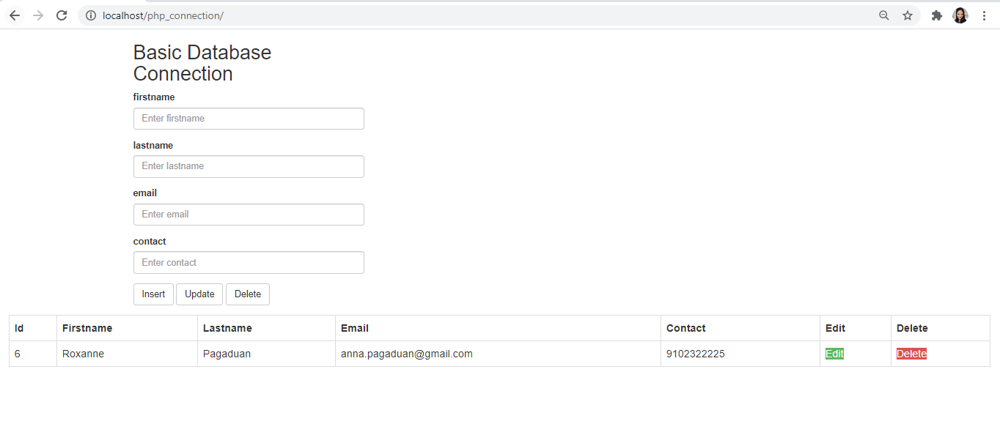 localhost/php_connection/
Basic Database
Connection
firstname
Enter firstname
lastname
Enter lastname
email
Enter email
contact
Enter contact
Insert Update Delete
Id Firstname Lastname Email Contact Edit Delete
6 Roxanne Pagaduan anna.pagaduan@gmail.com 9102322225 Edit Delete